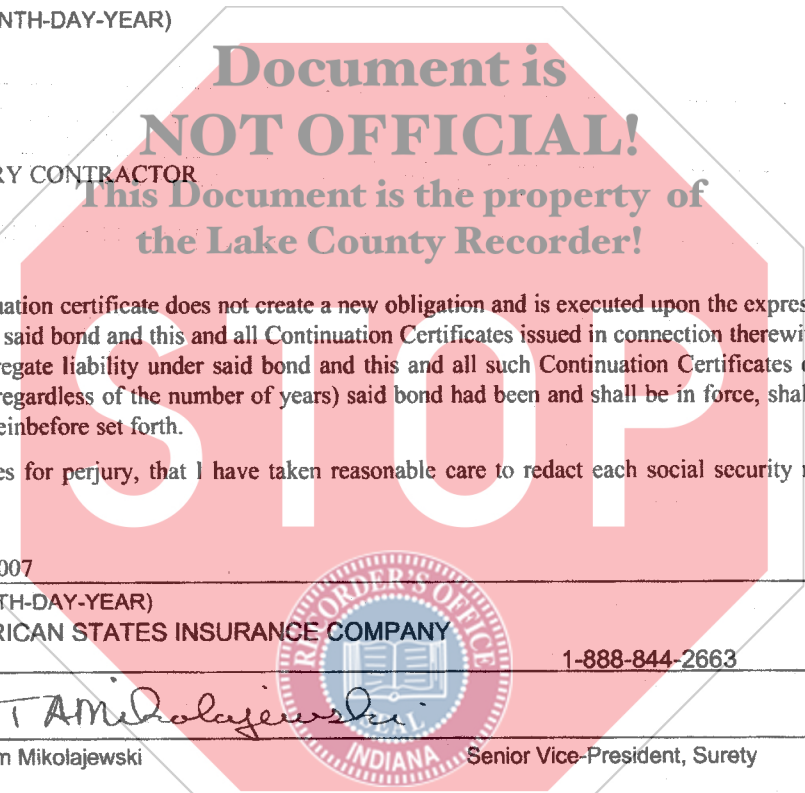 NTH-DAY-YEAR)
Document is
NOT OFFICIAL!
RY CONTRACTOR
This Document is the property of
the Lake County Recorder!
STOP
uation certificate does not create a new obligation and is executed upon the expres
said bond and this and all Continuation Certificates issued in connection therewi
regate liability under said bond and this and all such Continuation Certificates
regardless of the number of years) said bond had been and shall be in force, shal
einbefore set forth.
es for perjury, that I have taken reasonable care to redact each social security
007
TH-DAY-YEAR)
RICAN STATES INSURANCE COMPANY
1-888-844-2663
RECORDER'S OFFICE
SEAL
INDIANA
T A Mikolajewski
m Mikolajewski
Senior Vice-President, Surety